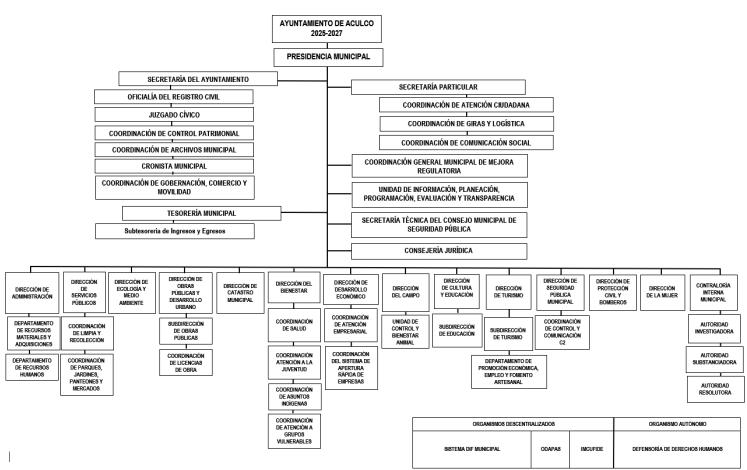 AYUNTAMIENTO DE ACULCO
2025-2027
PRESIDENCIA MUNICIPAL
SECRETARÍA DEL AYUNTAMIENTO
OFICIALÍA DEL REGISTRO CIVIL
JUZGADO CÍVICO
COORDINACIÓN DE CONTROL PATRIMONIAL
COORDINACIÓN DE ARCHIVOS MUNICIPAL
CRONISTA MUNICIPAL
COORDINACIÓN DE GOBERNACIÓN, COMERCIO Y
MOVILIDAD
TESORERÍA MUNICIPAL
Subtesorería de Ingresos y Egresos
SECRETARÍA PARTICULAR
COORDINACIÓN DE ATENCIÓN CIUDADANA
COORDINACIÓN DE GIRAS Y LOGÍSTICA
COORDINACIÓN DE COMUNICACIÓN SOCIAL
COORDINACIÓN GENERAL MUNICIPAL DE MEJORA
REGULATORIA
UNIDAD DE INFORMACIÓN, PLANEACIÓN,
PROGRAMACIÓN, EVALUACIÓN Y TRANSPARENCIA
SECRETARÍA TÉCNICA DEL CONSEJO MUNICIPAL DE
SEGURIDAD PÚBLICA
CONSEJERÍA JURÍDICA
DIRECCIÓN DE
ADMINISTRACIÓN
DEPARTAMENTO
DE RECURSOS
MATERIALES Y
ADQUISICIONES
DEPARTAMENTO
DE RECURSOS
HUMANOS
DIRECCIÓN
DE
SERVICIOS
PÚBLICOS
COORDINACIÓN
DE LIMPIA Y
RECOLECCIÓN
COORDINACIÓN
DE PARQUES,
JARDINES,
PANTEONES Y
MERCADOS
DIRECCIÓN DE
ECOLOGÍA Y
MEDIO
AMBIENTE
DIRECCIÓN DE
OBRAS
PÚBLICAS Y
DESARROLLO
URBANO
SUBDIRECCIÓN
DE OBRAS
PÚBLICAS
COORDINACIÓN
DE LICENCIAS
DE OBRA
DIRECCIÓN DE
CATASTRO
MUNICIPAL
DIRECCIÓN DEL
BIENESTAR
COORDINACIÓN
DE SALUD
COORDINACIÓN
ATENCIÓN A LA
JUVENTUD
COORDINACIÓN
DE ASUNTOS
INDÍGENAS
COORDINACIÓN
DE ATENCIÓN A
GRUPOS
VULNERABLES
DIRECCIÓN DE
DESARROLLO
ECONÓMICO
COORDINACIÓN
DE ATENCIÓN
EMPRESARIAL
COORDINACIÓN
DEL SISTEMA DE
APERTURA
RÁPIDA DE
EMPRESAS
DIRECCIÓN
DEL CAMPO
UNIDAD DE
CONTROL Y
BIENESTAR
ANIMAL
DIRECCIÓN
DE CULTURA
Y EDUCACIÓN
SUBDIRECCIÓN
DE EDUCACIÓN
DIRECCIÓN
DE TURISMO
SUBDIRECCIÓN
DE TURISMO
DEPARTAMENTO DE
PROMOCIÓN ECONÓMICA,
EMPLEO Y FOMENTO
ARTESANAL
DIRECCIÓN DE
SEGURIDAD
PÚBLICA
MUNICIPAL
COORDINACIÓN
DE CONTROL Y
COMUNICACIÓN
C2
DIRECCIÓN DE
PROTECCIÓN
CIVIL Y
BOMBEROS
DIRECCIÓN
DE LA MUJER
CONTRALORÍA
INTERNA
MUNICIPAL
AUTORIDAD
INVESTIGADORA
AUTORIDAD
SUBSTANCIADORA
AUTORIDAD
RESOLUTORA
ORGANISMOS DESCENTRALIZADOS
ORGANISMO AUTÓNOMO
SISTEMA DIF MUNICIPAL
ODAPAS
IMCUFIDE
DEFENSORÍA DE DERECHOS HUMANOS